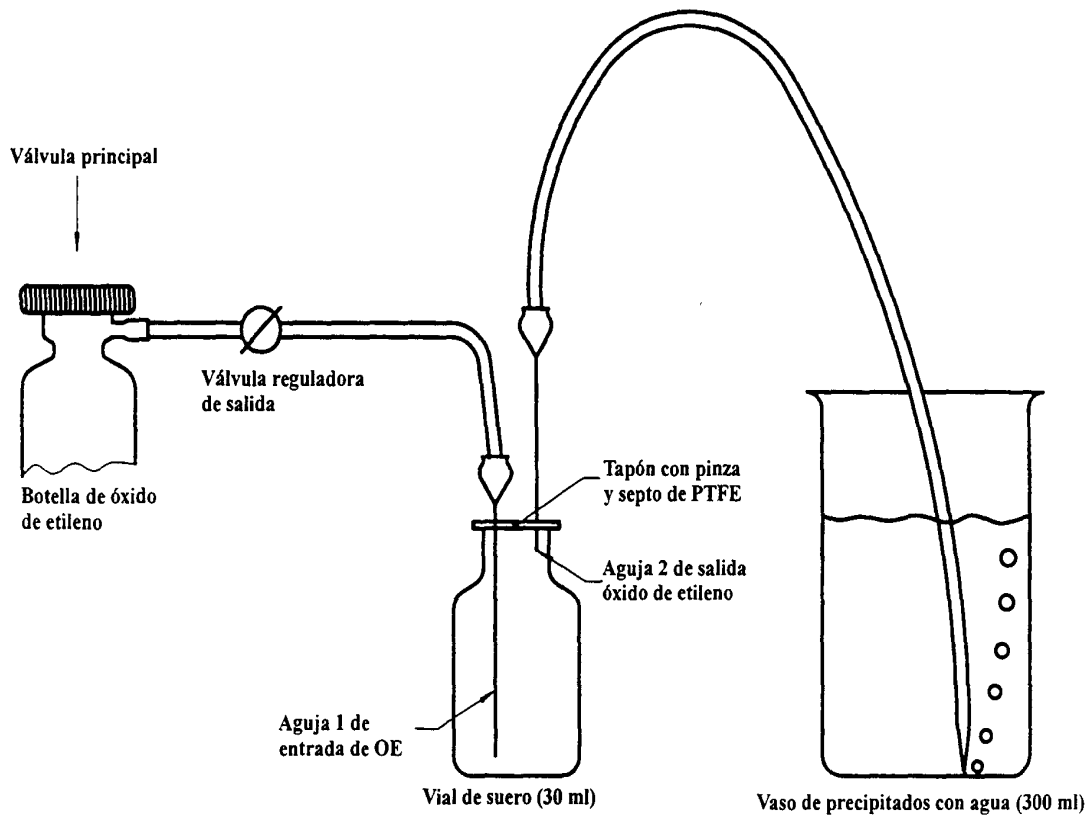 Válvula principal
Válvula reguladora
de salida
Botella de óxido
de etileno
Tapón con pinza
y septo de PTFE
Aguja 2 de salida
óxido de etileno
Aguja 1 de
entrada de OE
Vial de suero (30 ml)
Vaso de precipitados con agua (300 ml)